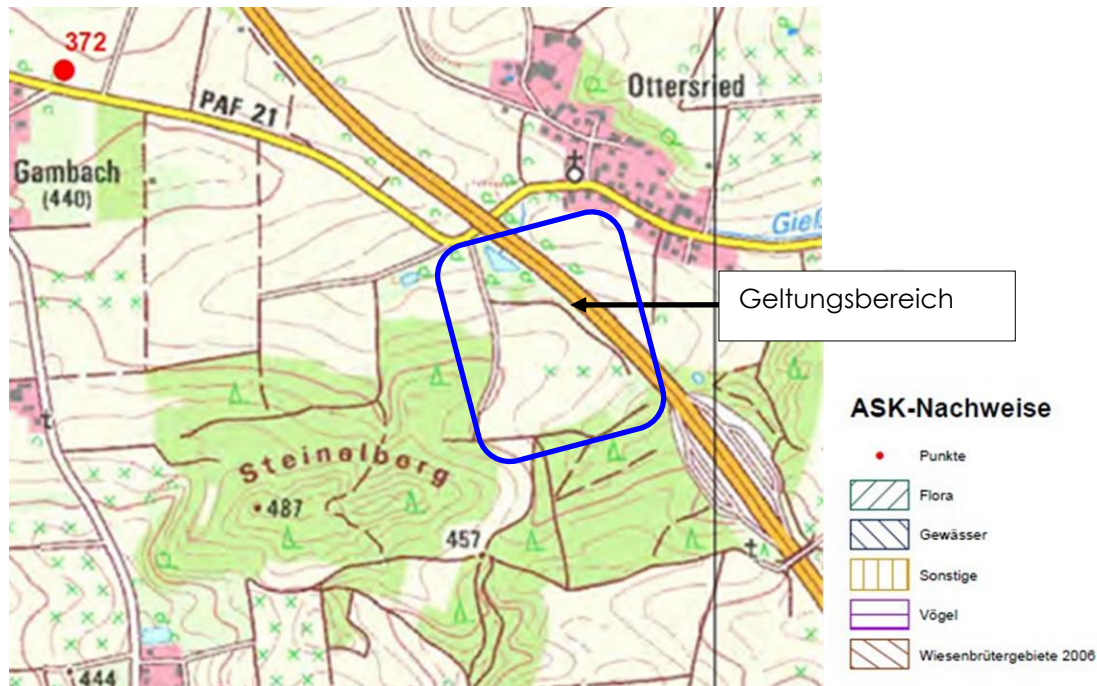 372
PAF 21
Ottersried
Gambach
(440)
Geltungsbereich
Steinelberg
487
457
444
ASK-Nachweise
Punkte
Flora
Gewässer
Sonstige
Vögel
Wiesenbrütergebiete 2006